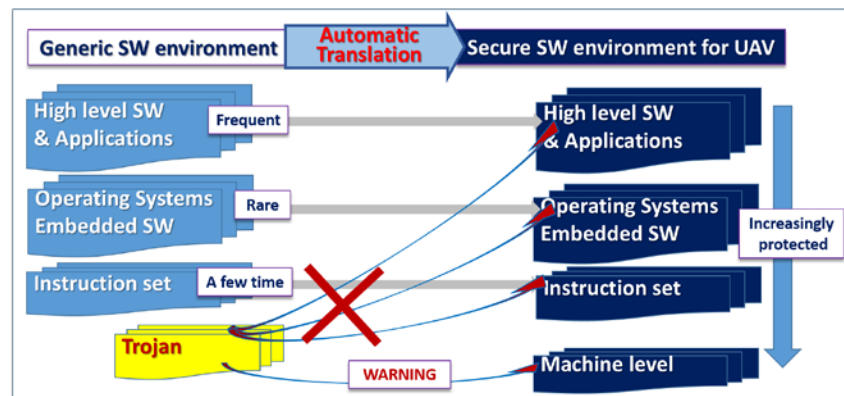 Generic SW environment
Automatic
Translation
Secure SW environment for UAV
High level SW
& Applications
Frequent
High level SW
& Applications
Operating Systems
Embedded SW
Rare
Operating Systems
Embedded SW
Increasingly
protected
Instruction set
A few time
Instruction set
Trojan
WARNING
Machine level